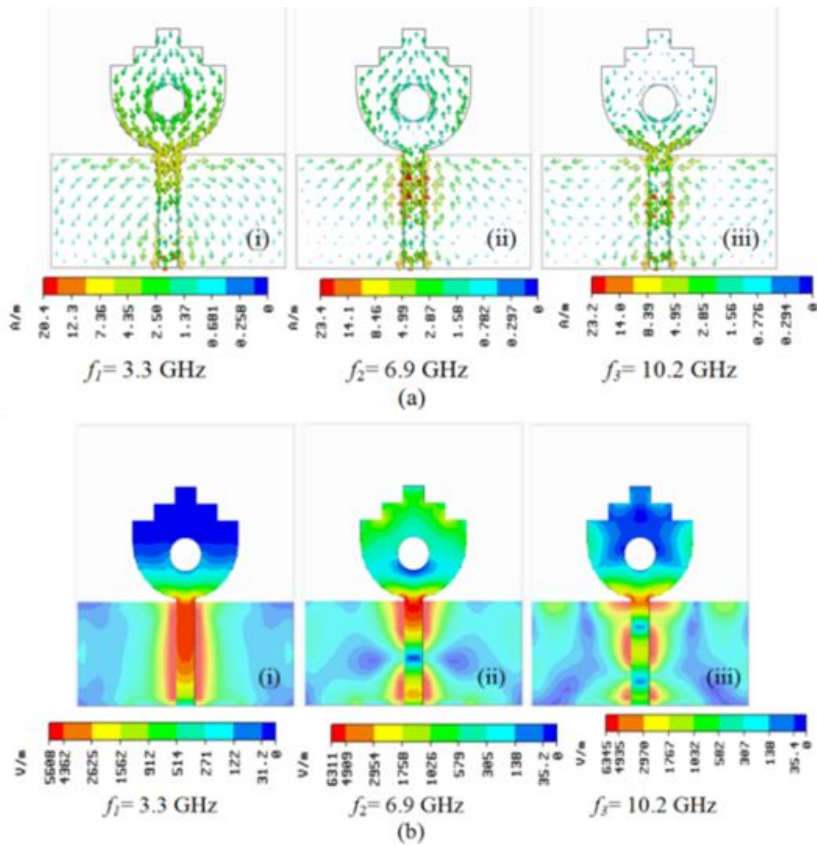 (i) (ii) (iii)
A/m 20.4 12.3 7.36 4.35 2.50 1.37 0.681 0.258 0
A/m 23.4 14.1 8.46 4.99 2.87 1.58 0.782 0.297 0
A/m 23.2 14.0 8.39 4.95 2.85 1.56 0.776 0.294 0
f1= 3.3 GHz f2= 6.9 GHz f3= 10.2 GHz
(a)
(i) (ii) (iii)
V/m 5608 4362 2625 1562 912 514 271 122 31.2 0
V/m 6311 4909 2954 1758 1026 579 305 138 35.2 0
V/m 6345 4935 2970 1767 1032 582 307 138 35.4 0
f1= 3.3 GHz f2= 6.9 GHz f3= 10.2 GHz
(b)